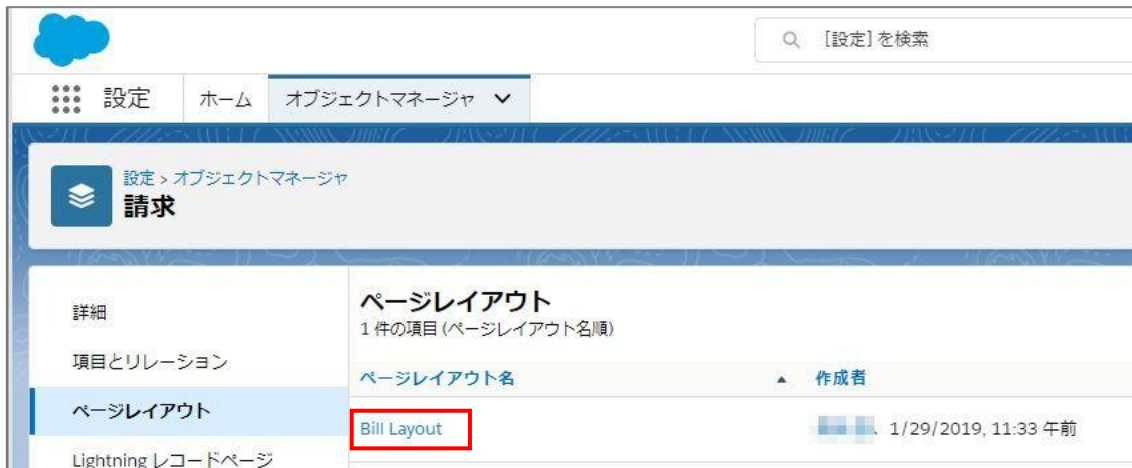 [設定] を検索
設定 ホーム オブジェクトマネージャ
設定 > オブジェクトマネージャ
請求
詳細
項目とリレーション
ページレイアウト
Lightning レコードページ
ページレイアウト
1 件の項目 (ページレイアウト名順)
ページレイアウト名 ▲ 作成者
Bill Layout 、 1/29/2019, 11:33 午前